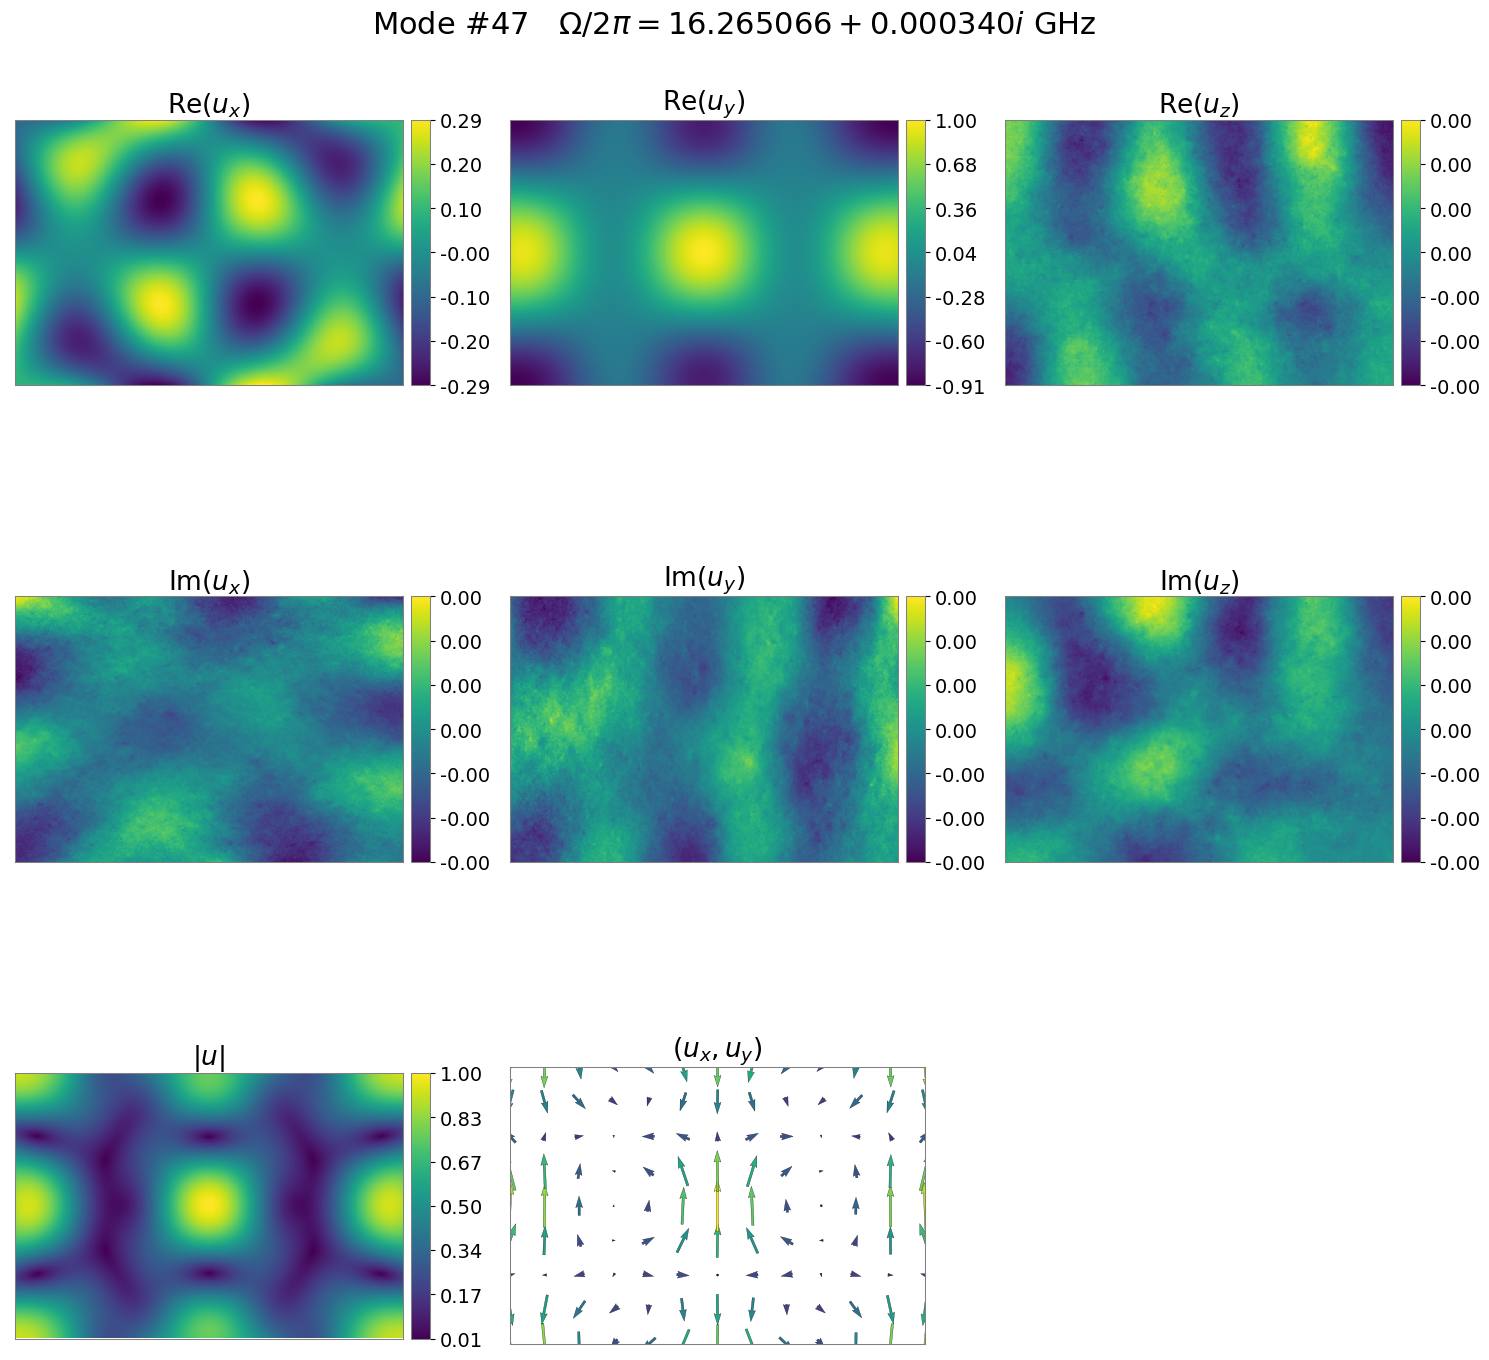 Mode #47 Ω/2π = 16.265066 + 0.000340i GHz
Re(u_x) Re(u_y) Re(u_z)
0.29 1.00 0.00
0.20 0.68 0.00
0.10 0.36 0.00
-0.00 0.04 0.00
-0.10 -0.28 -0.00
-0.20 -0.60 -0.00
-0.29 -0.91 -0.00
Im(u_x) Im(u_y) Im(u_z)
0.00 0.00 0.00
0.00 0.00 0.00
0.00 0.00 0.00
0.00 0.00 0.00
-0.00 -0.00 -0.00
-0.00 -0.00 -0.00
-0.00 -0.00 -0.00
|u| (u_x, u_y)
1.00
0.83
0.67
0.50
0.34
0.17
0.01